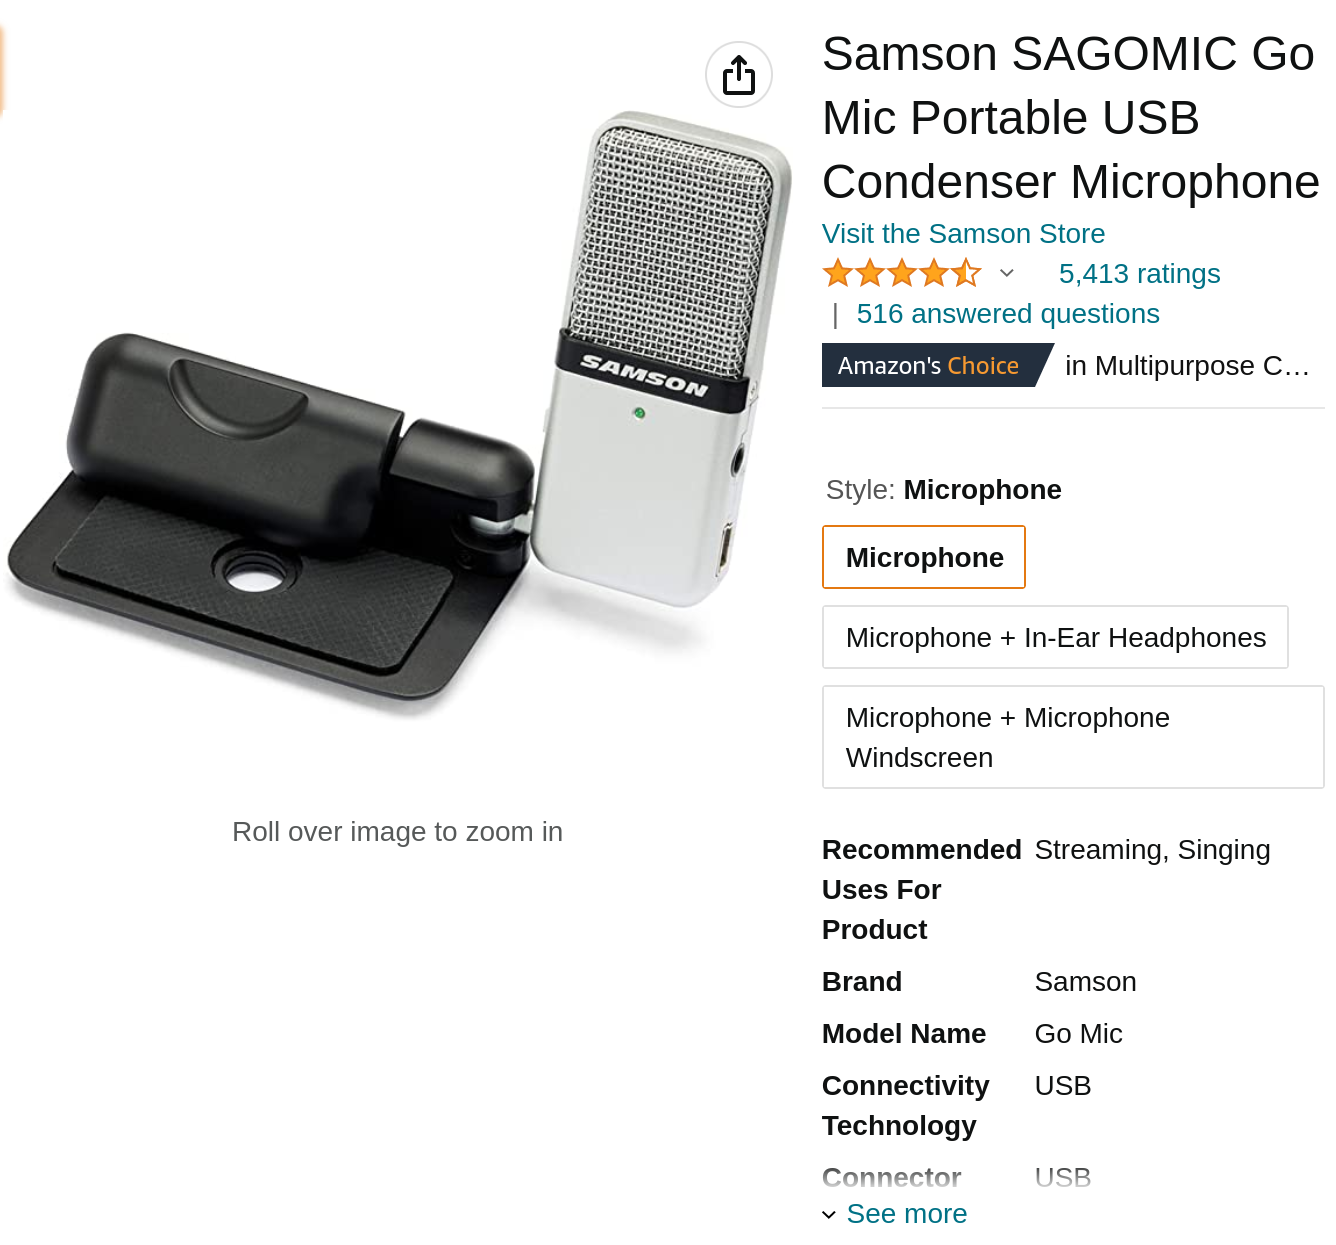 Samson SAGOMIC Go
Mic Portable USB
Condenser Microphone
Visit the Samson Store
5,413 ratings
| 516 answered questions
Amazon's Choice in Multipurpose C…
SAMSON
Style: Microphone
Microphone
Microphone + In-Ear Headphones
Microphone + Microphone
Windscreen
Roll over image to zoom in
Recommended Streaming, Singing
Uses For
Product
Brand Samson
Model Name Go Mic
Connectivity USB
Technology
Connector USB
See more